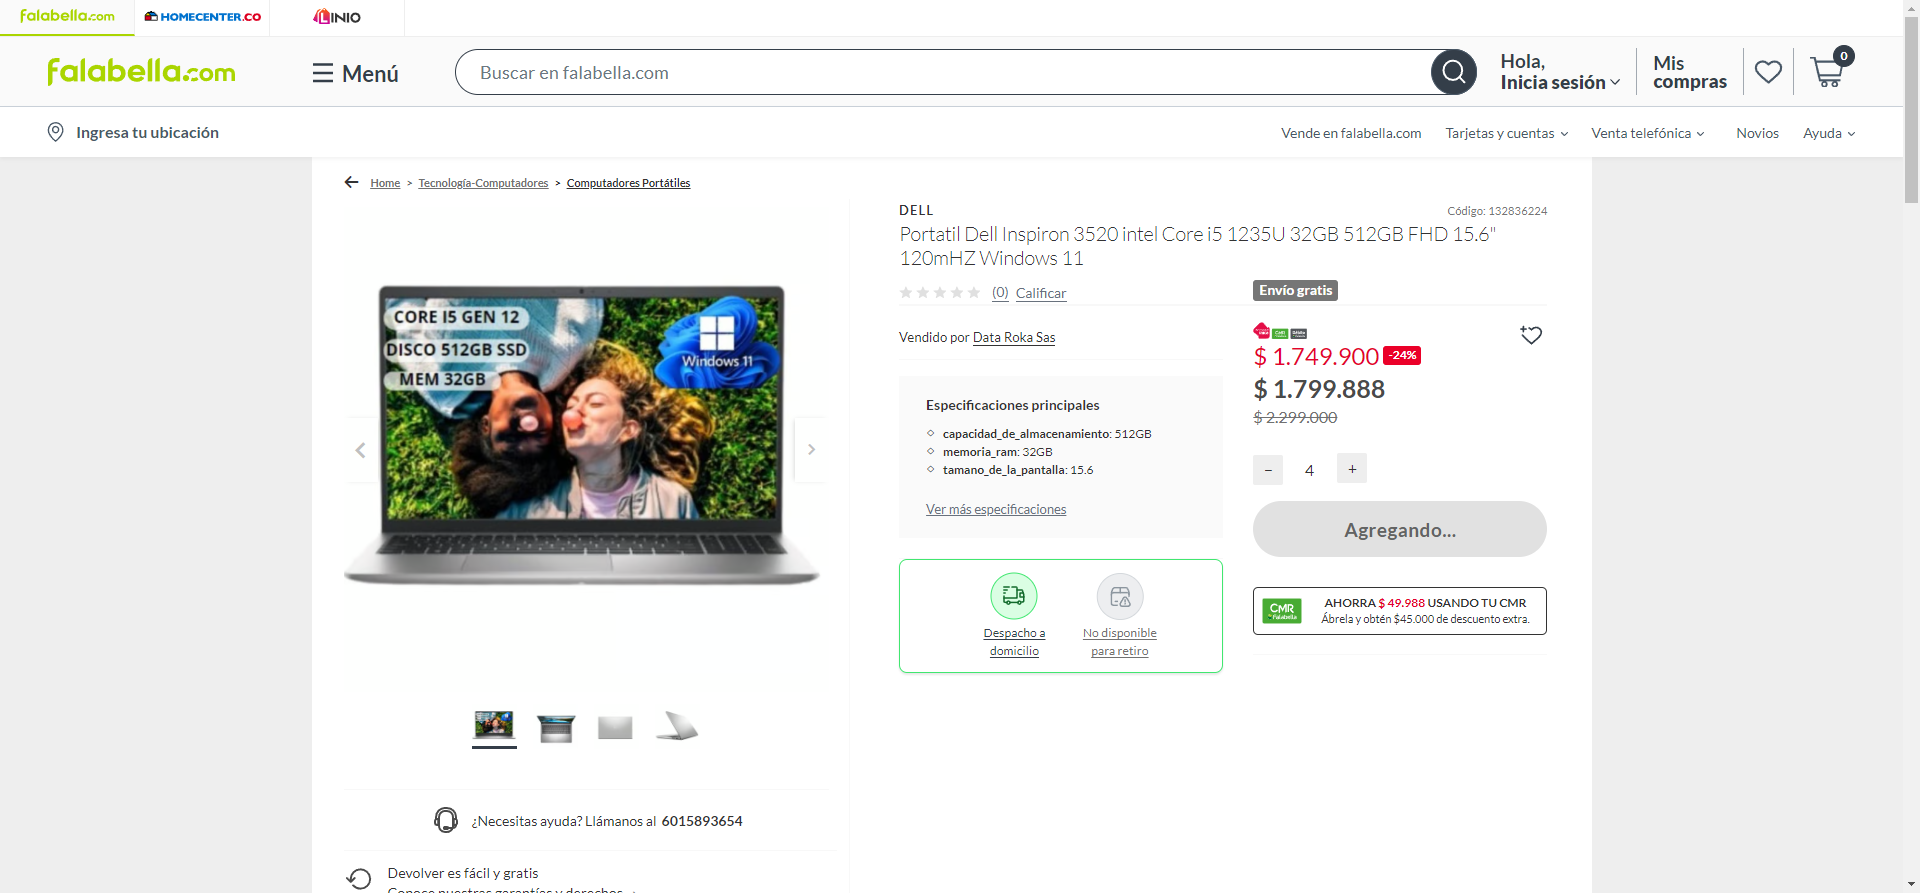 falabella.com
HOMECENTER.CO
LINIO
falabella.com
Menú
Buscar en falabella.com
Hola,
Inicia sesión
Mis
compras
0
Ingresa tu ubicación
Vende en falabella.com
Tarjetas y cuentas
Venta telefónica
Novios
Ayuda
Home > Tecnología-Computadores > Computadores Portátiles
CORE I5 GEN 12
DISCO 512GB SSD
MEM 32GB
Windows 11
DELL
Código: 132836224
Portatil Dell Inspiron 3520 intel Core i5 1235U 32GB 512GB FHD 15.6"
120mHZ Windows 11
(0) Calificar
Envío gratis
Vendido por Data Roka Sas
CMR
$ 1.749.900 -24%
$ 1.799.888
$ 2.299.000
Especificaciones principales
capacidad_de_almacenamiento: 512GB
memoria_ram: 32GB
tamano_de_la_pantalla: 15.6
Ver más especificaciones
− 4 +
Agregando...
Despacho a
domicilio
No disponible
para retiro
CMR
Falabella
AHORRA $ 49.988 USANDO TU CMR
Ábrela y obtén $45.000 de descuento extra.
¿Necesitas ayuda? Llámanos al 6015893654
Devolver es fácil y gratis
Conoce nuestras garantías y derechos